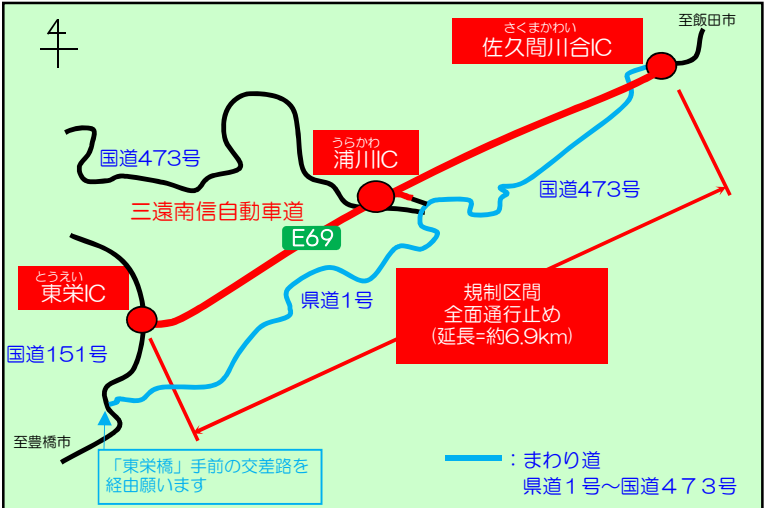 至飯田市
さくまかわい
佐久間川合IC
うらかわ
浦川IC
国道473号
国道473号
三遠南信自動車道
E69
とうえい
東栄IC
県道1号
規制区間
全面通行止め
(延長=約6.9km)
国道151号
至豊橋市
「東栄橋」手前の交差路を
経由願います
：まわり道
県道1号～国道473号